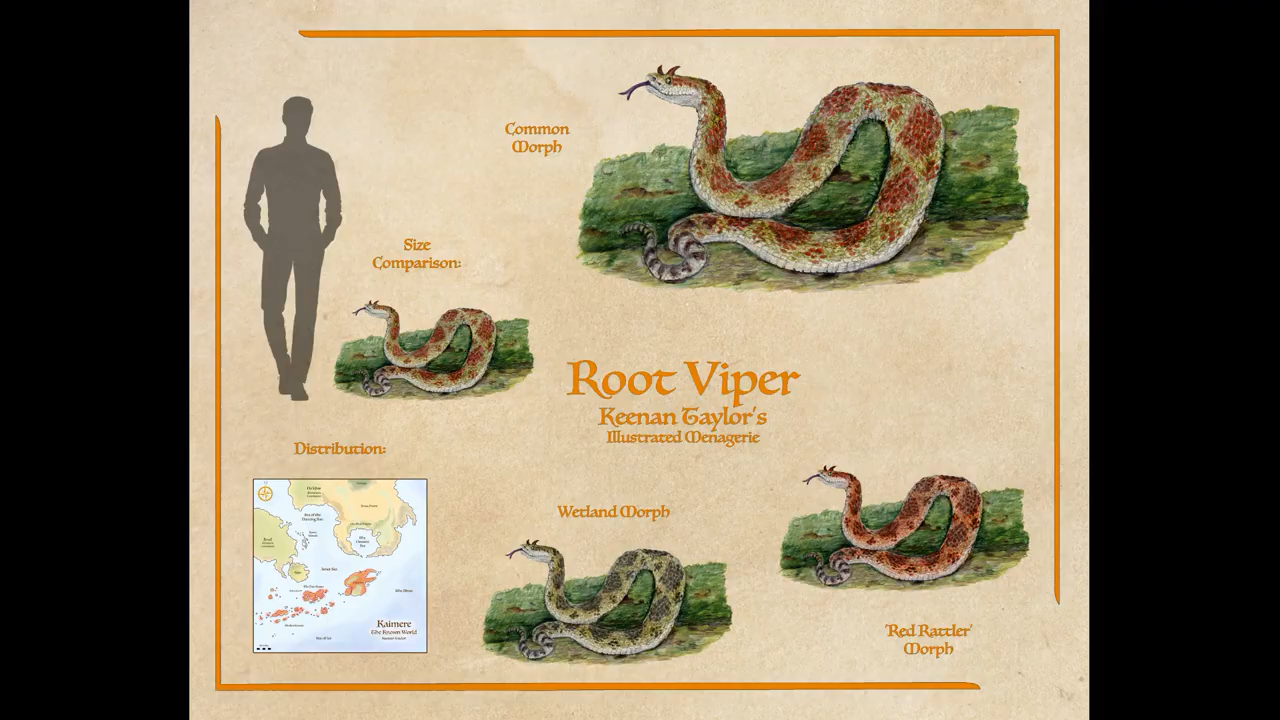 Common
Morph
Size
Comparison:
Root Viper
Keenan Taylor's
Illustrated Menagerie
Distribution:
Wetland Morph
Kaimere
The Known World
'Red Rattler'
Morph